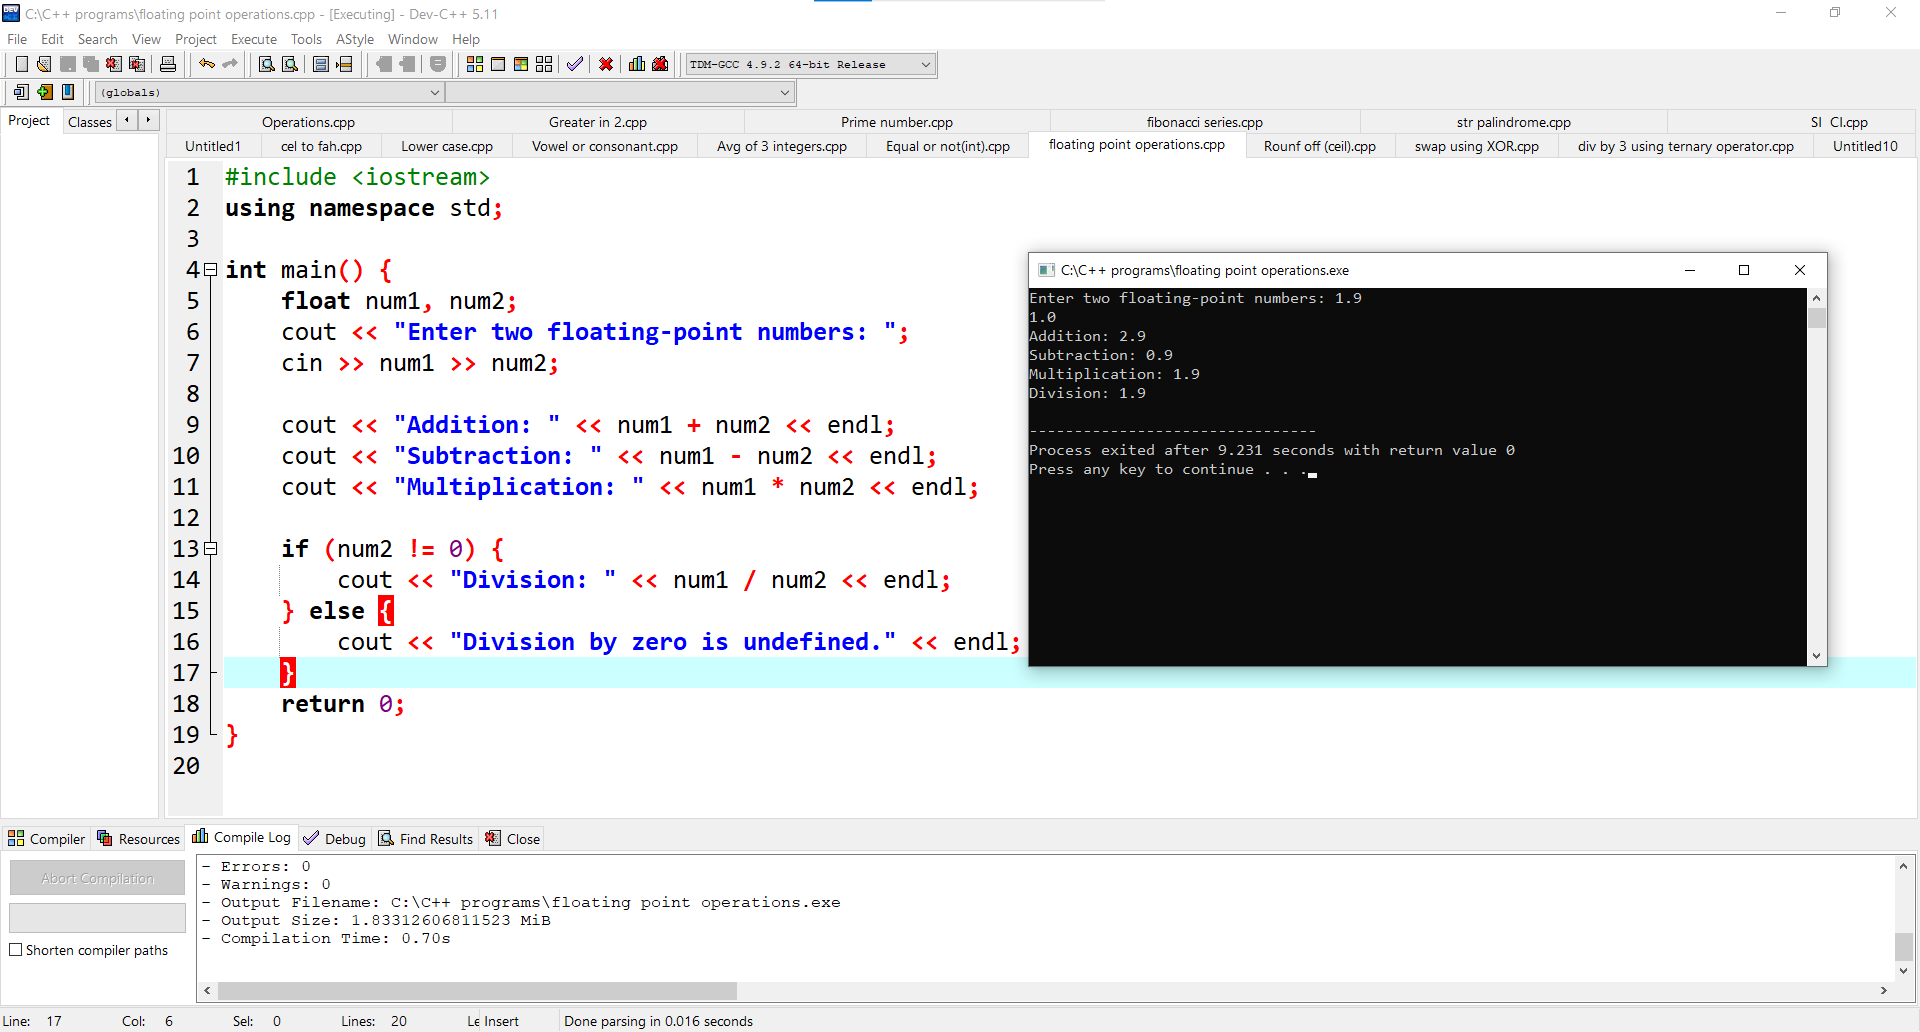 C:\C++ programs\floating point operations.cpp - [Executing] - Dev-C++ 5.11
File Edit Search View Project Execute Tools AStyle Window Help
TDM-GCC 4.9.2 64-bit Release
(globals)
Project Classes
Operations.cpp Greater in 2.cpp Prime number.cpp fibonacci series.cpp str palindrome.cpp SI CI.cpp
Untitled1 cel to fah.cpp Lower case.cpp Vowel or consonant.cpp Avg of 3 integers.cpp Equal or not(int).cpp floating point operations.cpp Rounf off (ceil).cpp swap using XOR.cpp div by 3 using ternary operator.cpp Untitled10
1 #include <iostream>
2 using namespace std;
3
4 int main() {
5 float num1, num2;
6 cout << "Enter two floating-point numbers: ";
7 cin >> num1 >> num2;
8
9 cout << "Addition: " << num1 + num2 << endl;
10 cout << "Subtraction: " << num1 - num2 << endl;
11 cout << "Multiplication: " << num1 * num2 << endl;
12
13 if (num2 != 0) {
14 cout << "Division: " << num1 / num2 << endl;
15 } else {
16 cout << "Division by zero is undefined." << endl;
17 }
18 return 0;
19 }
20
C:\C++ programs\floating point operations.exe
Enter two floating-point numbers: 1.9
1.0
Addition: 2.9
Subtraction: 0.9
Multiplication: 1.9
Division: 1.9
--------------------------------
Process exited after 9.231 seconds with return value 0
Press any key to continue . . .
Compiler Resources Compile Log Debug Find Results Close
Abort Compilation
Shorten compiler paths
- Errors: 0
- Warnings: 0
- Output Filename: C:\C++ programs\floating point operations.exe
- Output Size: 1.83312606811523 MiB
- Compilation Time: 0.70s
Line: 17 Col: 6 Sel: 0 Lines: 20 Le Insert Done parsing in 0.016 seconds